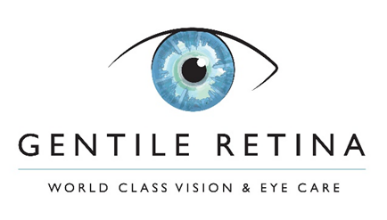 GENTILE RETINA
WORLD CLASS VISION & EYE CARE